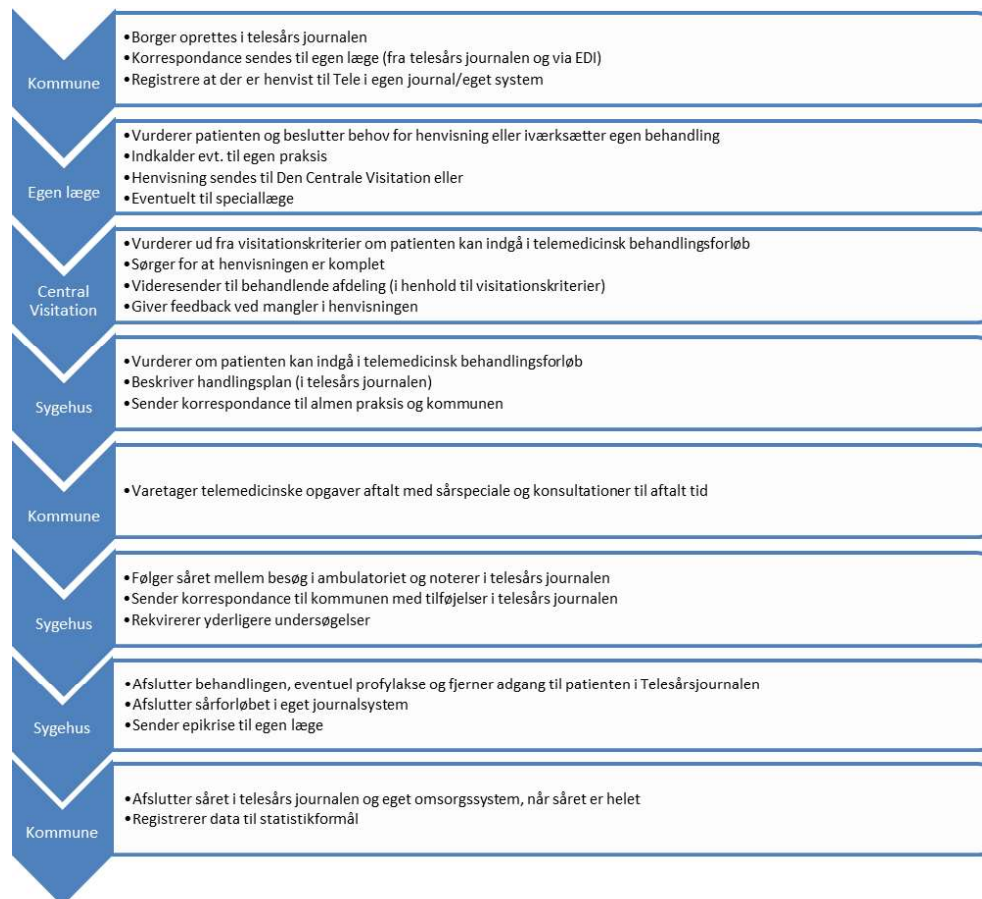 Kommune
•Borger oprettes i telesårs journalen
•Korrespondance sendes til egen læge (fra telesårs journalen og via EDI)
•Registrere at der er henvist til Tele i egen journal/eget system
Egen læge
•Vurderer patienten og beslutter behov for henvisning eller iværksætter egen behandling
•Indkalder evt. til egen praksis
•Henvisning sendes til Den Centrale Visitation eller
•Eventuelt til speciallæge
Central
Visitation
•Vurderer ud fra visitationskriterier om patienten kan indgå i telemedicinsk behandlingsforløb
•Sørger for at henvisningen er komplet
•Videresender til behandlende afdeling (i henhold til visitationskriterier)
•Giver feedback ved mangler i henvisningen
Sygehus
•Vurderer om patienten kan indgå i telemedicinsk behandlingsforløb
•Beskriver handlingsplan (i telesårs journalen)
•Sender korrespondance til almen praksis og kommunen
Kommune
•Varetager telemedicinske opgaver aftalt med sårspeciale og konsultationer til aftalt tid
Sygehus
•Følger såret mellem besøg i ambulatoriet og noterer i telesårs journalen
•Sender korrespondance til kommunen med tilføjelser i telesårs journalen
•Rekvirerer yderligere undersøgelser
Sygehus
•Afslutter behandlingen, eventuel profylakse og fjerner adgang til patienten i Telesårsjournalen
•Afslutter sårforløbet i eget journalsystem
•Sender epikrise til egen læge
Kommune
•Afslutter såret i telesårs journalen og eget omsorgssystem, når såret er helet
•Registrerer data til statistikformål